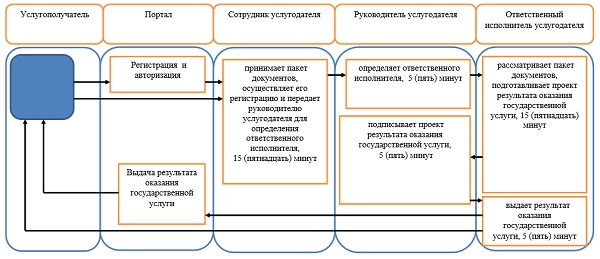 Услугополучатель
Портал
Сотрудник услугодателя
Руководитель услугодателя
Ответственный
исполнитель услугодателя
Регистрация и
авторизация
принимает пакет
документов,
осуществляет его
регистрацию и передает
руководителю
услугодателя для
определения
ответственного
исполнителя,
15 (пятнадцать) минут
определяет ответственного
исполнителя, 5 (пять) минут
рассматривает пакет
документов,
подготавливает проект
результата оказания
государственной
услуги, 15 (пятнадцать)
минут
подписывает проект
результата оказания
государственной услуги,
5 (пять) минут
Выдача результата
оказания
государственной
услуги
выдает результат
оказания
государственной
услуги, 5 (пять) минут